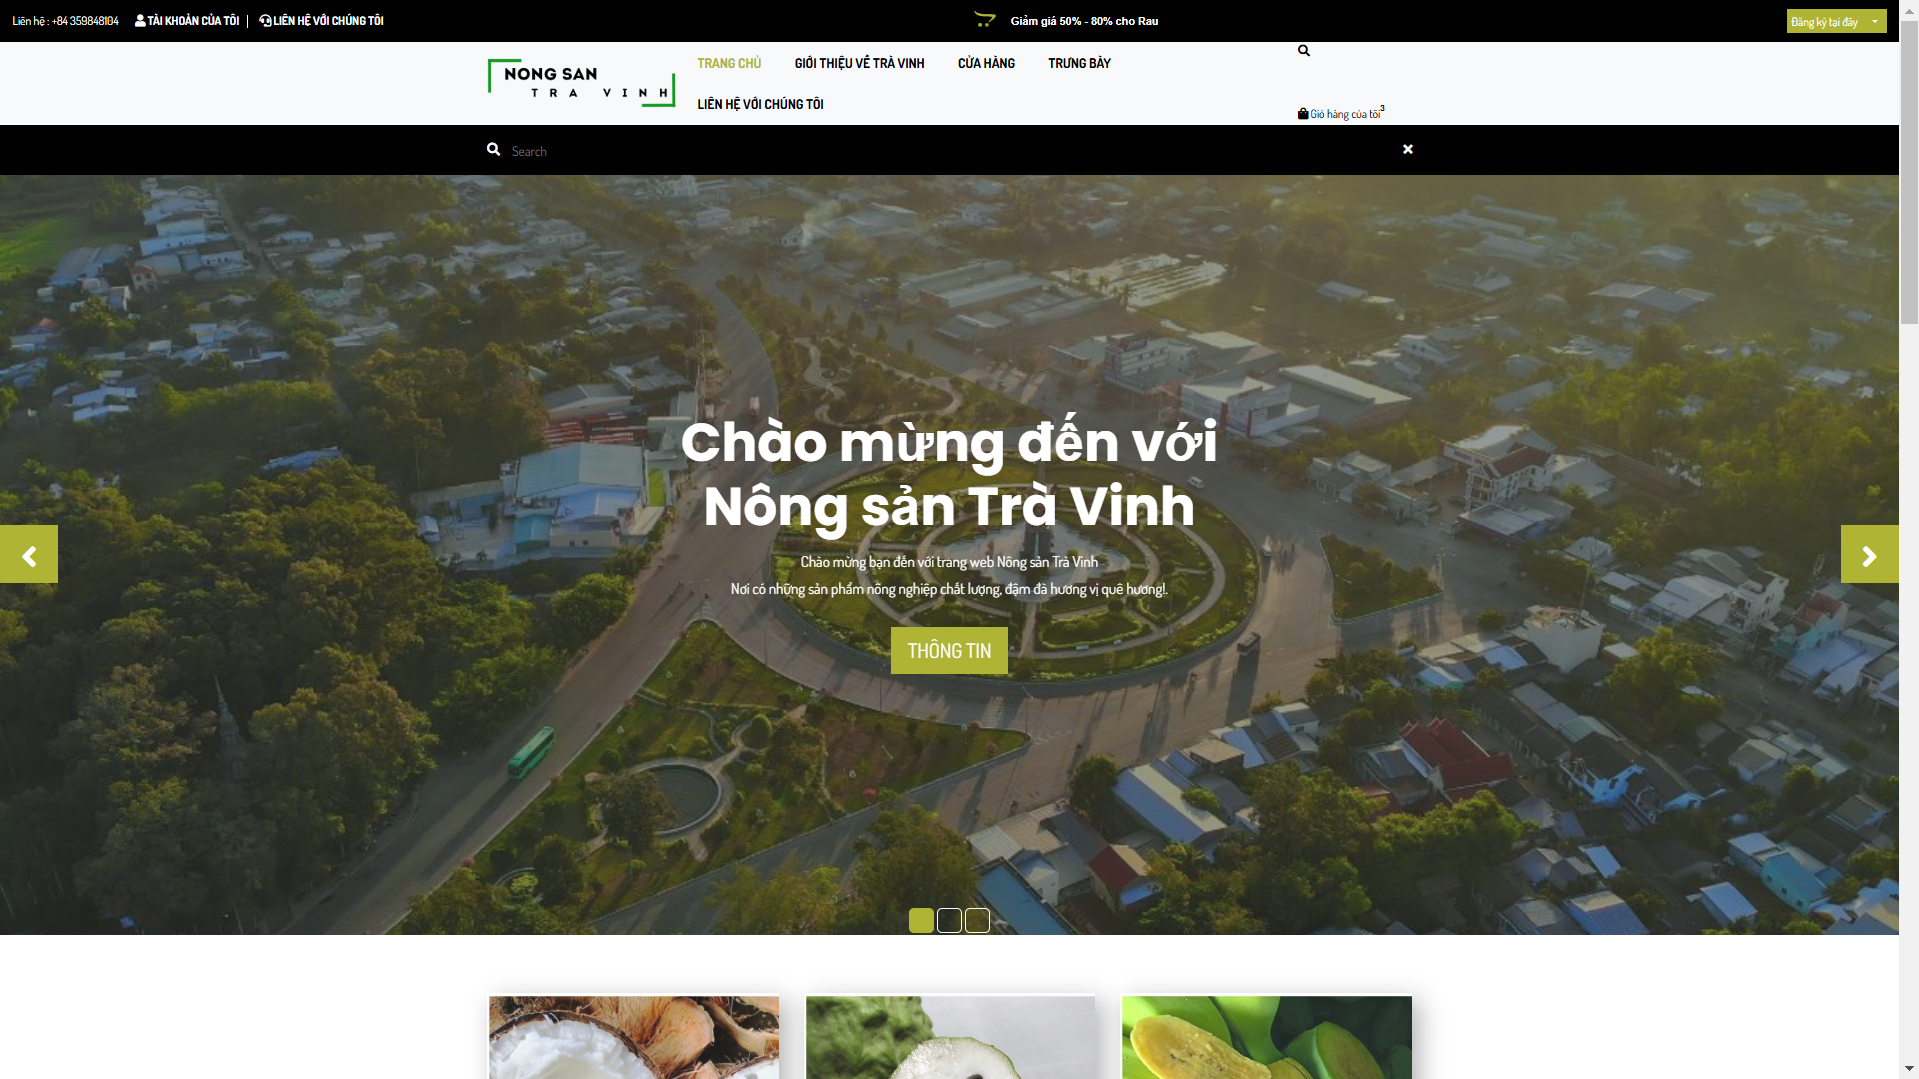 Liên hệ : +84 359848104
TÀI KHOẢN CỦA TÔI
LIÊN HỆ VỚI CHÚNG TÔI
Giảm giá 50% - 80% cho Rau
Đăng ký tại đây
NONG SAN
TRA VINH
TRANG CHỦ
GIỚI THIỆU VỀ TRÀ VINH
CỬA HÀNG
TRƯNG BÀY
LIÊN HỆ VỚI CHÚNG TÔI
Giỏ hàng của tôi 3
Search
Chào mừng đến với
Nông sản Trà Vinh
Chào mừng bạn đến với trang web Nông sản Trà Vinh
Nơi có những sản phẩm nông nghiệp chất lượng, đậm đà hương vị quê hương!.
THÔNG TIN